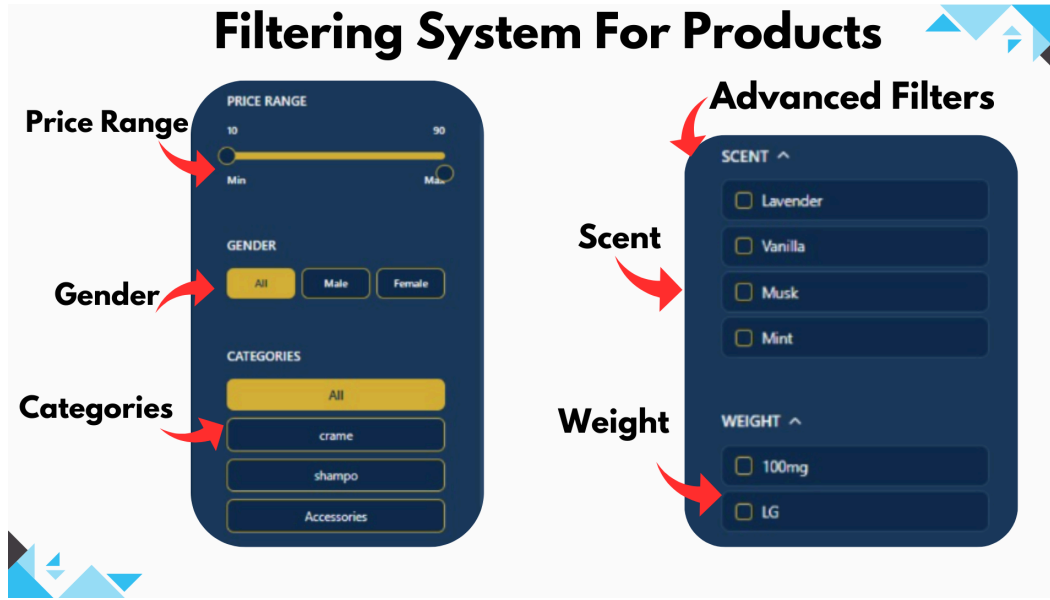 Filtering System For Products
Price Range
PRICE RANGE
10 90
Min Max
Gender
GENDER
All Male Female
Categories
CATEGORIES
All
crame
shampo
Accessories
Advanced Filters
Scent
SCENT
Lavender
Vanilla
Musk
Mint
Weight
WEIGHT
100mg
LG